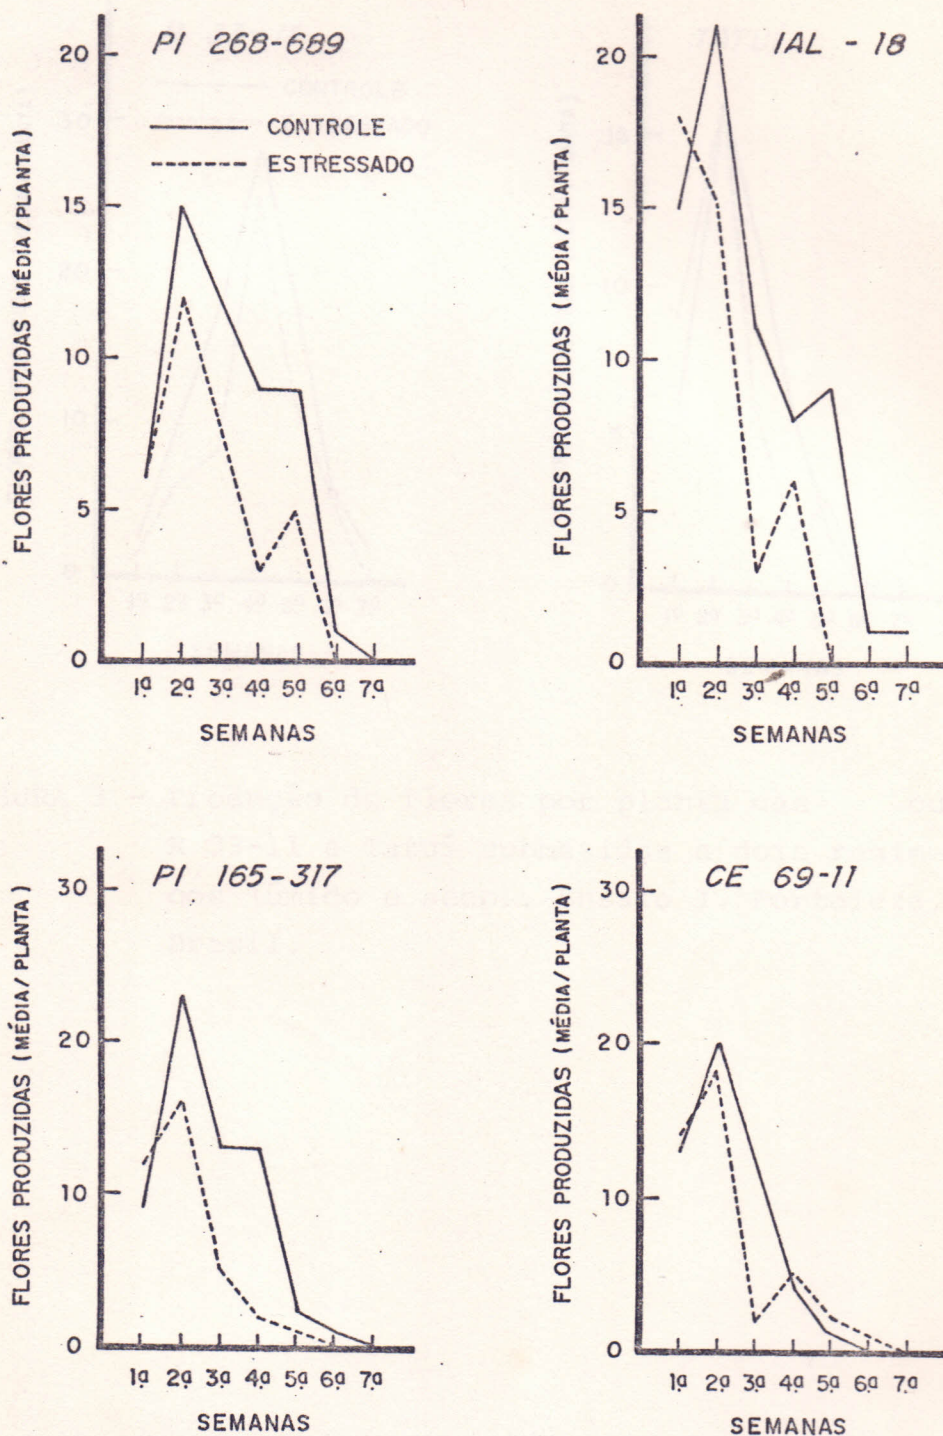 PI 268-689
FLORES PRODUZIDAS (MÉDIA/PLANTA)
20
15
10
5
0
CONTROLE
ESTRESSADO
1ª 2ª 3ª 4ª 5ª 6ª 7ª
SEMANAS
IAL - 18
FLORES PRODUZIDAS (MÉDIA/PLANTA)
20
15
10
5
0
1ª 2ª 3ª 4ª 5ª 6ª 7ª
SEMANAS
PI 165-317
FLORES PRODUZIDAS (MÉDIA/PLANTA)
30
20
10
0
1ª 2ª 3ª 4ª 5ª 6ª 7ª
SEMANAS
CE 69-11
FLORES PRODUZIDAS (MÉDIA/PLANTA)
30
20
10
0
1ª 2ª 3ª 4ª 5ª 6ª 7ª
SEMANAS